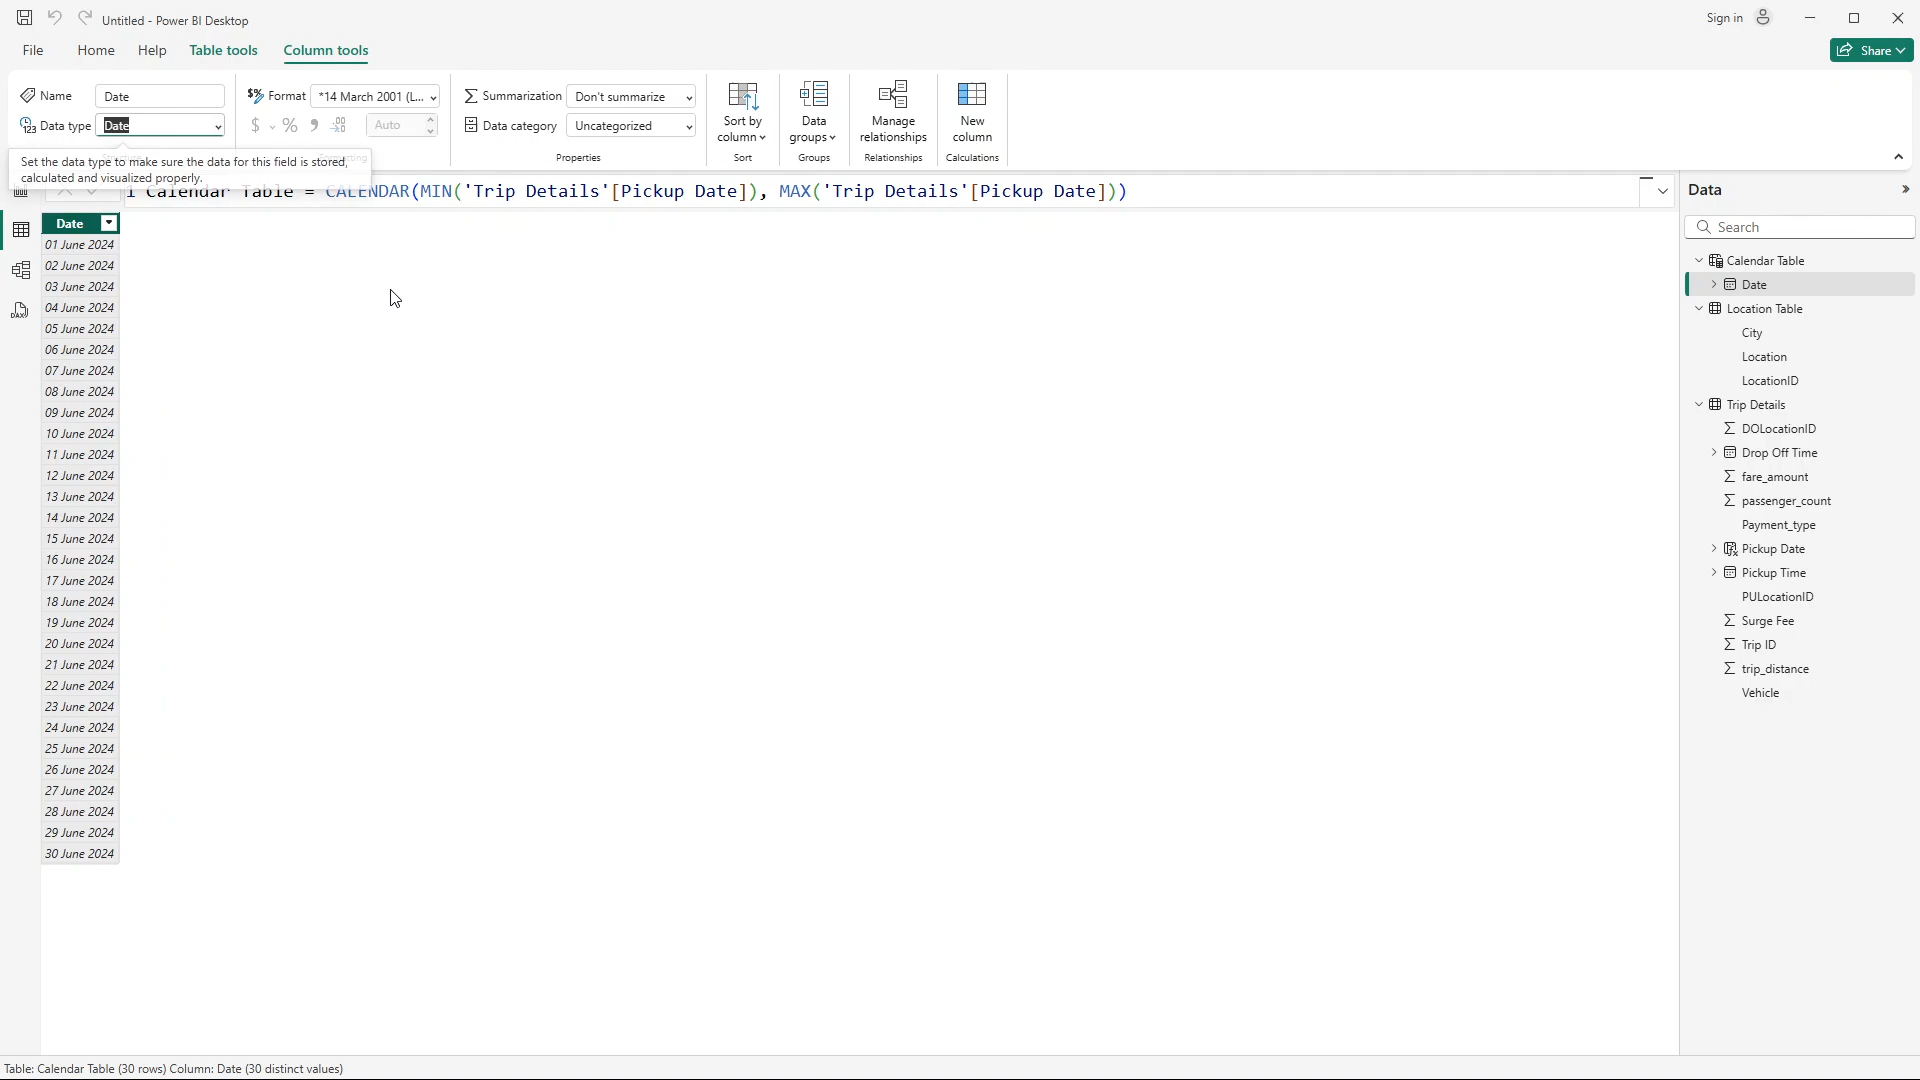 Untitled - Power BI Desktop
Sign in
File
Home
Help
Table tools
Column tools
Share
Name
Date
Data type
Date
Format
*14 March 2001 (L...
$
%
Auto
Summarization
Don't summarize
Data category
Uncategorized
Properties
Sort by
column
Sort
Data
groups
Groups
Manage
relationships
Relationships
New
column
Calculations
Set the data type to make sure the data for this field is stored,
calculated and visualized properly.
1 Calendar Table = CALENDAR(MIN('Trip Details'[Pickup Date]), MAX('Trip Details'[Pickup Date]))
Date
01 June 2024
02 June 2024
03 June 2024
04 June 2024
05 June 2024
06 June 2024
07 June 2024
08 June 2024
09 June 2024
10 June 2024
11 June 2024
12 June 2024
13 June 2024
14 June 2024
15 June 2024
16 June 2024
17 June 2024
18 June 2024
19 June 2024
20 June 2024
21 June 2024
22 June 2024
23 June 2024
24 June 2024
25 June 2024
26 June 2024
27 June 2024
28 June 2024
29 June 2024
30 June 2024
Data
Search
Calendar Table
Date
Location Table
City
Location
LocationID
Trip Details
DOLocationID
Drop Off Time
fare_amount
passenger_count
Payment_type
Pickup Date
Pickup Time
PULocationID
Surge Fee
Trip ID
trip_distance
Vehicle
Table: Calendar Table (30 rows) Column: Date (30 distinct values)